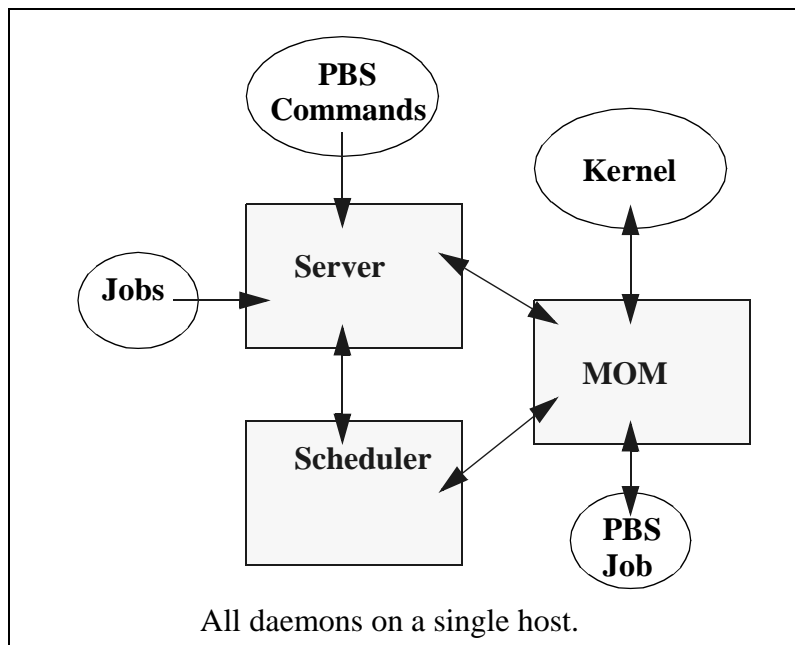 PBS
Commands
Kernel
Server
Jobs
MOM
Scheduler
PBS
Job
All daemons on a single host.